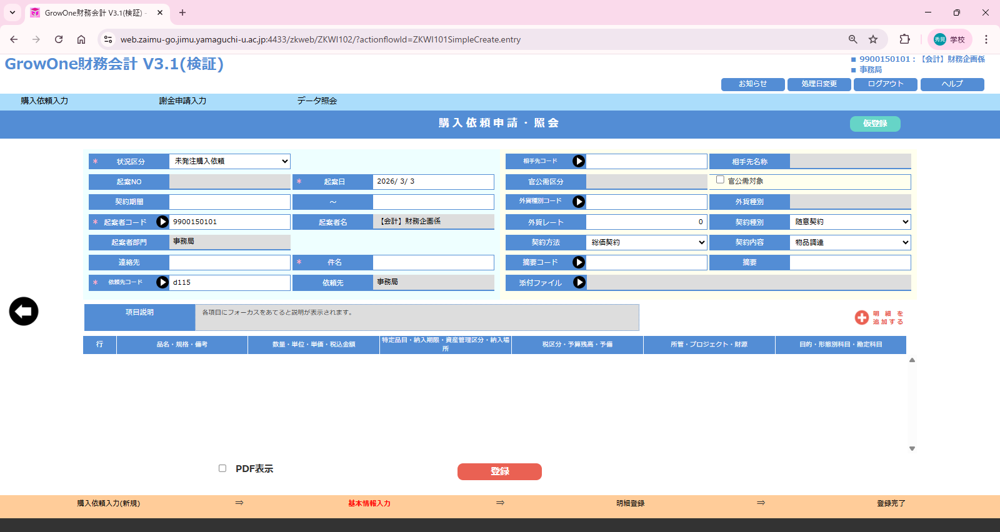 GrowOne財務会計 V3.1(検証) -
web.zaimu-go.jimu.yamaguchi-u.ac.jp:4433/zkweb/ZKWI102/?actionflowId=ZKWI101SimpleCreate.entry
秀晃 学校
GrowOne財務会計 V3.1(検証)
■ 9900150101：【会計】財務企画係
■ 事務局
お知らせ 処理日変更 ログアウト ヘルプ
購入依頼入力 謝金申請入力 データ照会
購入依頼申請・照会
仮登録
* 状況区分 未発注購入依頼 相手先コード 相手先名称
起案NO * 起案日 2026/ 3/ 3 官公需区分 官公需対象
契約期間 ～ 外貨種別コード 外貨種別
* 起案者コード 9900150101 起案者名 【会計】財務企画係 外貨レート 0 契約種別 随意契約
起案者部門 事務局 契約方法 総価契約 契約内容 物品調達
連絡先 * 件名 摘要コード 摘要
* 依頼先コード d115 依頼先 事務局 添付ファイル
項目説明 各項目にフォーカスをあてると説明が表示されます。
明細を
追加する
行 品名・規格・備考 数量・単位・単価・税込金額 特定品目・納入期限・資産管理区分・納入場所 税区分・予算残高・予備 所管・プロジェクト・財源 目的・形態別科目・勘定科目
PDF表示 登録
購入依頼入力(新規) ⇒ 基本情報入力 ⇒ 明細登録 ⇒ 登録完了